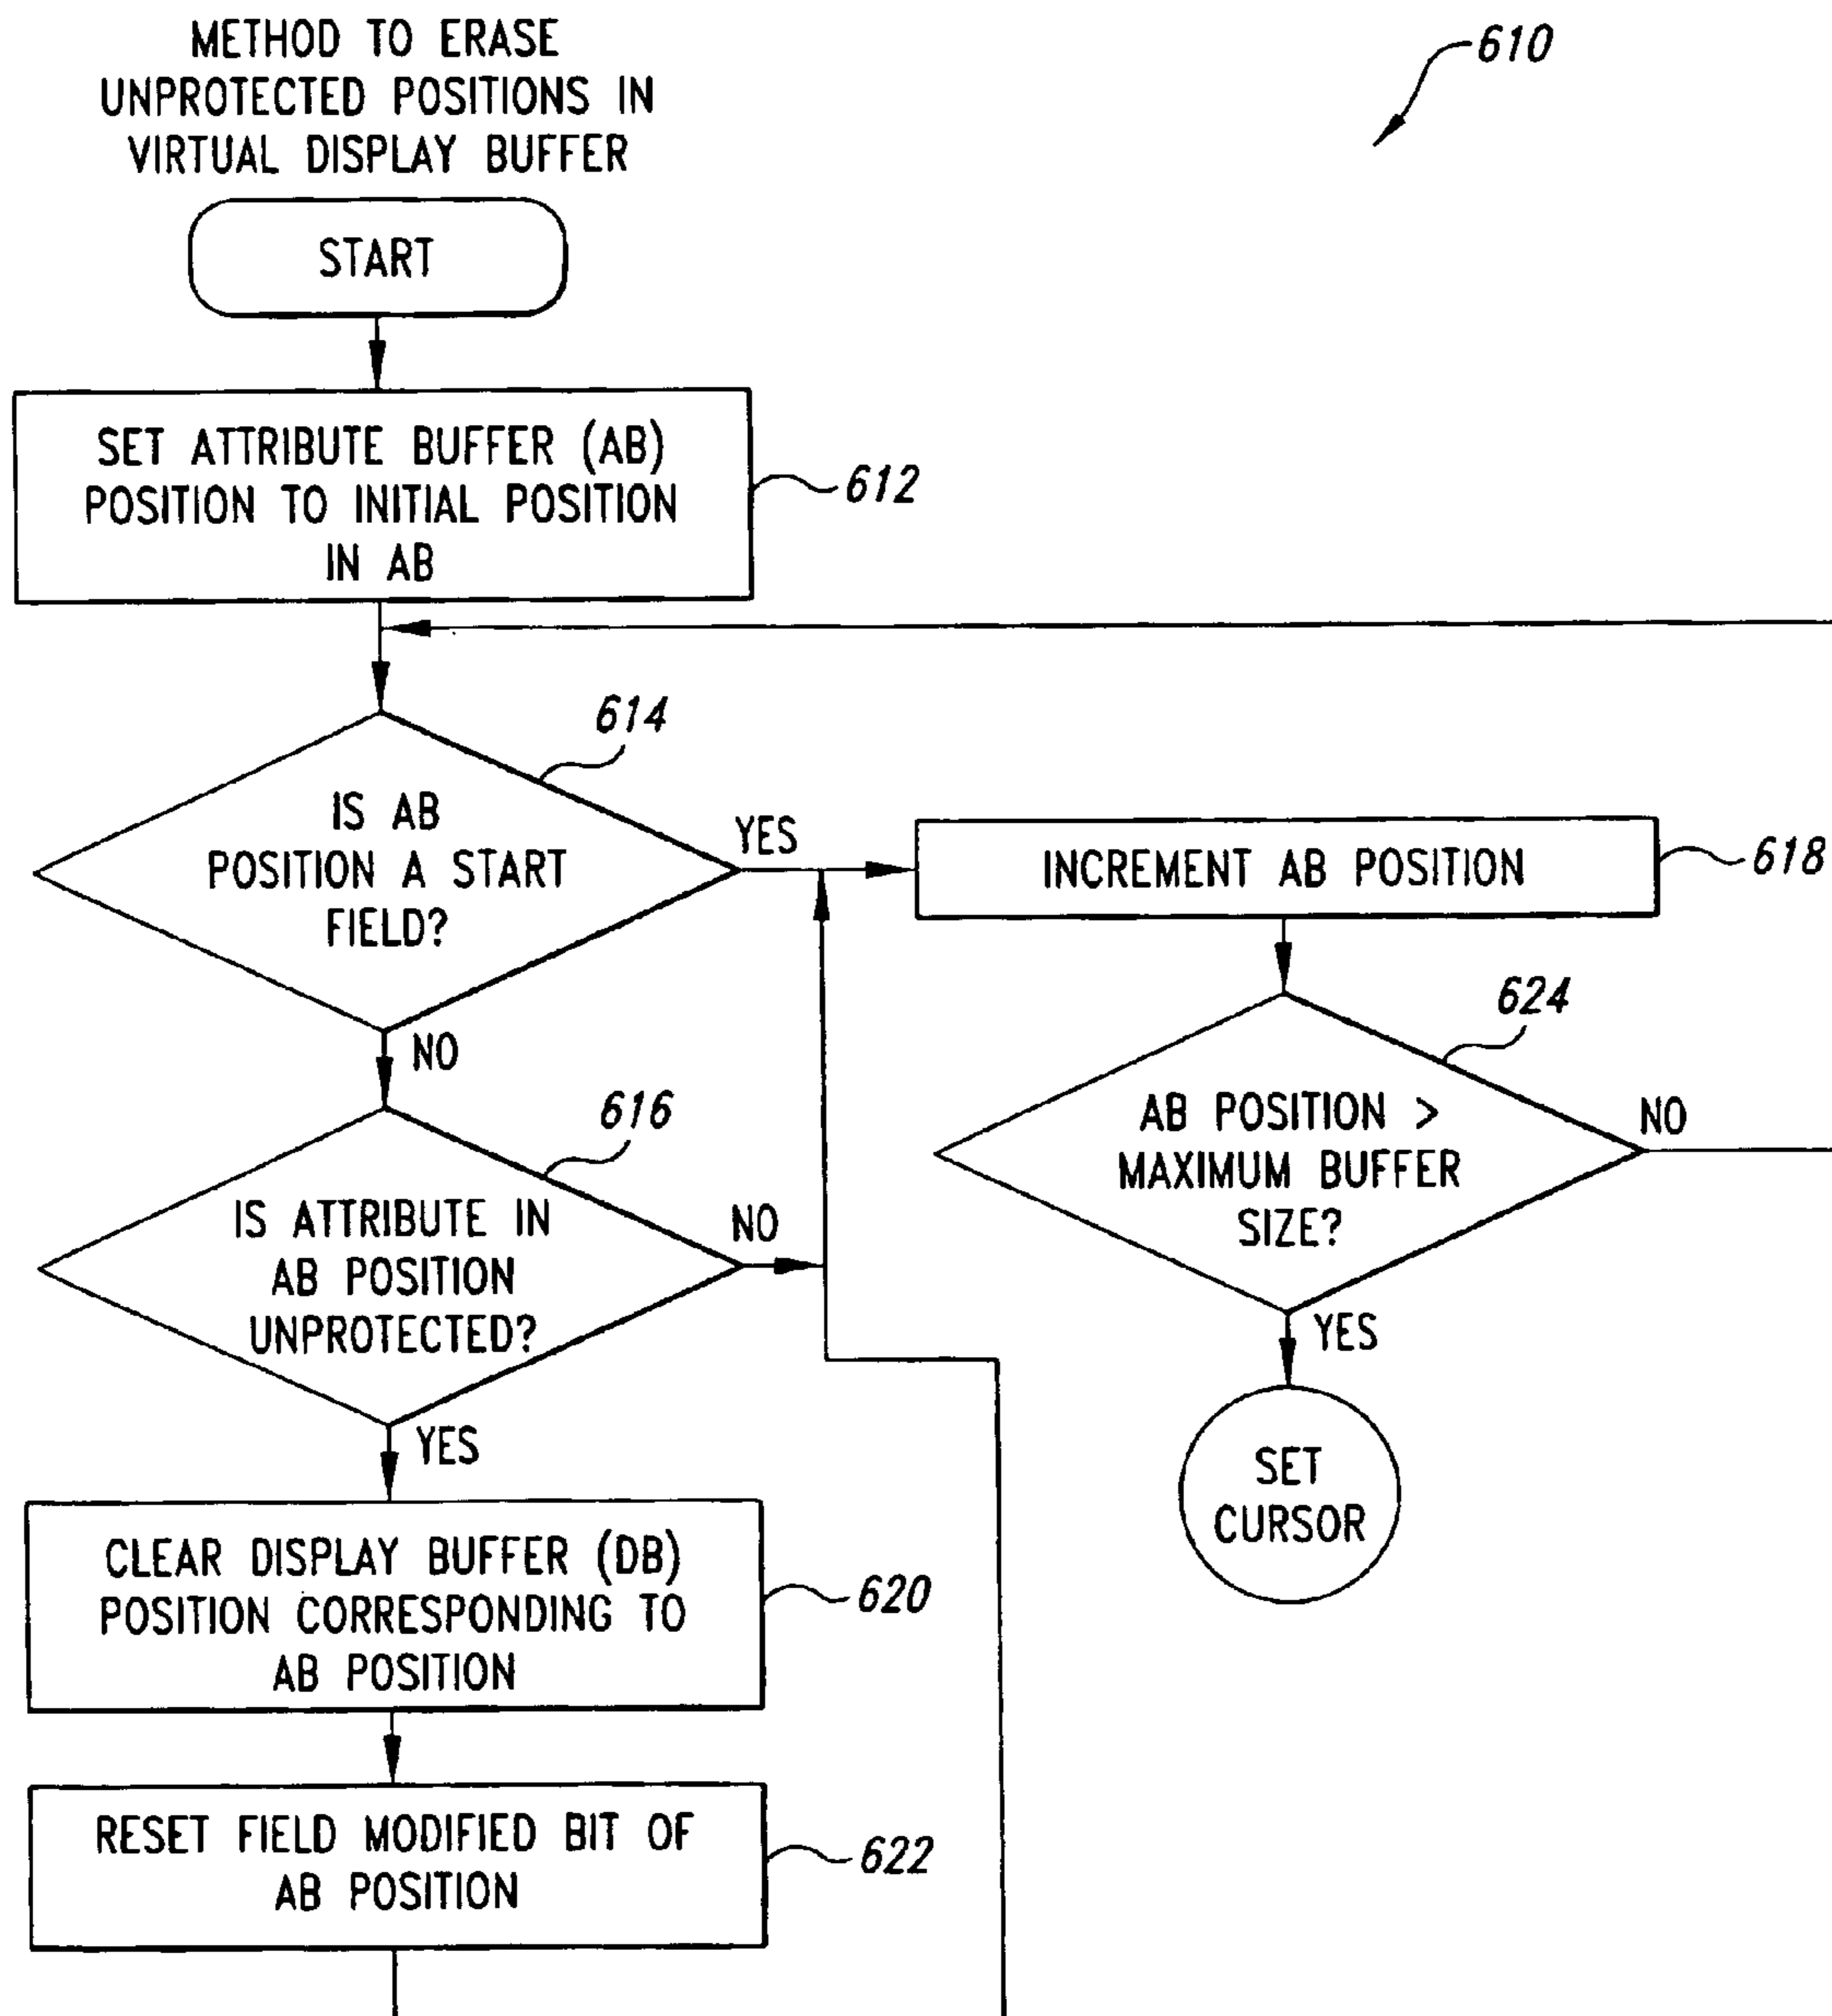 METHOD TO ERASE
UNPROTECTED POSITIONS IN
VIRTUAL DISPLAY BUFFER
610
START
SET ATTRIBUTE BUFFER (AB)
POSITION TO INITIAL POSITION
IN AB
612
614
IS AB
POSITION A START
FIELD?
YES
NO
INCREMENT AB POSITION
618
616
IS ATTRIBUTE IN
AB POSITION
UNPROTECTED?
NO
YES
624
AB POSITION >
MAXIMUM BUFFER
SIZE?
NO
YES
SET
CURSOR
CLEAR DISPLAY BUFFER (DB)
POSITION CORRESPONDING TO
AB POSITION
620
RESET FIELD MODIFIED BIT OF
AB POSITION
622